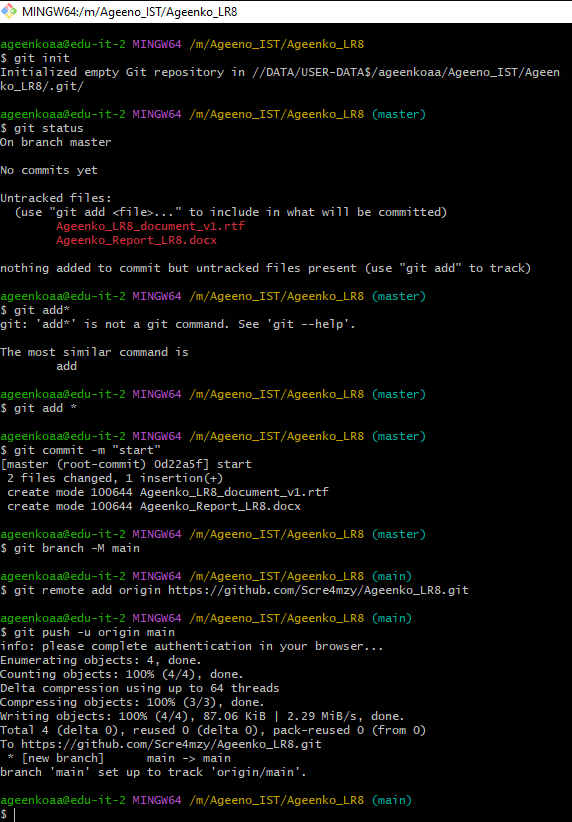 MINGW64:/m/Ageeno_IST/Ageenko_LR8
ageenkoaa@edu-it-2 MINGW64 /m/Ageeno_IST/Ageenko_LR8
$ git init
Initialized empty Git repository in //DATA/USER-DATA$/ageenkoaa/Ageeno_IST/Ageen
ko_LR8/.git/
ageenkoaa@edu-it-2 MINGW64 /m/Ageeno_IST/Ageenko_LR8 (master)
$ git status
On branch master
No commits yet
Untracked files:
  (use "git add <file>..." to include in what will be committed)
        Ageenko_LR8_document_v1.rtf
        Ageenko_Report_LR8.docx
nothing added to commit but untracked files present (use "git add" to track)
ageenkoaa@edu-it-2 MINGW64 /m/Ageeno_IST/Ageenko_LR8 (master)
$ git add*
git: 'add*' is not a git command. See 'git --help'.
The most similar command is
        add
ageenkoaa@edu-it-2 MINGW64 /m/Ageeno_IST/Ageenko_LR8 (master)
$ git add *
ageenkoaa@edu-it-2 MINGW64 /m/Ageeno_IST/Ageenko_LR8 (master)
$ git commit -m "start"
[master (root-commit) 0d22a5f] start
 2 files changed, 1 insertion(+)
 create mode 100644 Ageenko_LR8_document_v1.rtf
 create mode 100644 Ageenko_Report_LR8.docx
ageenkoaa@edu-it-2 MINGW64 /m/Ageeno_IST/Ageenko_LR8 (master)
$ git branch -M main
ageenkoaa@edu-it-2 MINGW64 /m/Ageeno_IST/Ageenko_LR8 (main)
$ git remote add origin https://github.com/Scre4mzy/Ageenko_LR8.git
ageenkoaa@edu-it-2 MINGW64 /m/Ageeno_IST/Ageenko_LR8 (main)
$ git push -u origin main
info: please complete authentication in your browser...
Enumerating objects: 4, done.
Counting objects: 100% (4/4), done.
Delta compression using up to 64 threads
Compressing objects: 100% (3/3), done.
Writing objects: 100% (4/4), 87.06 KiB | 2.29 MiB/s, done.
Total 4 (delta 0), reused 0 (delta 0), pack-reused 0 (from 0)
To https://github.com/Scre4mzy/Ageenko_LR8.git
 * [new branch]      main -> main
branch 'main' set up to track 'origin/main'.
ageenkoaa@edu-it-2 MINGW64 /m/Ageeno_IST/Ageenko_LR8 (main)
$